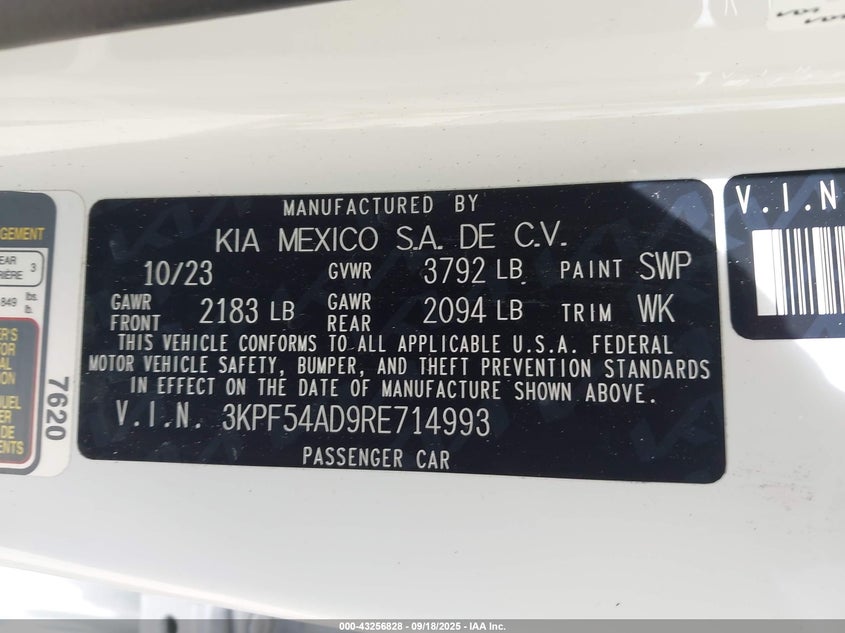 MANUFACTURED BY
KIA MEXICO S.A. DE C.V.
10/23 GVWR 3792 LB. PAINT SWP
GAWR FRONT 2183 LB GAWR REAR 2094 LB TRIM WK
THIS VEHICLE CONFORMS TO ALL APPLICABLE U.S.A. FEDERAL
MOTOR VEHICLE SAFETY, BUMPER, AND THEFT PREVENTION STANDARDS
IN EFFECT ON THE DATE OF MANUFACTURE SHOWN ABOVE.
V.I.N. 3KPF54AD9RE714993
PASSENGER CAR
V.I.N
3
849 lbs.
7620
000-43256828 - 09/18/2025 - IAA Inc.